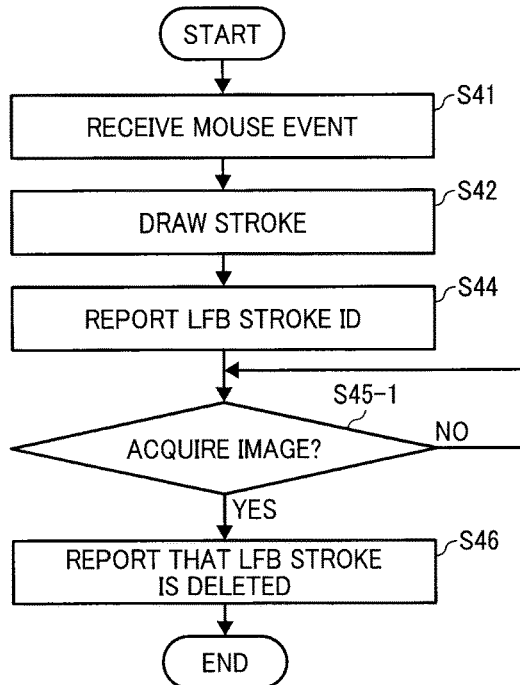 START
S41
RECEIVE MOUSE EVENT
S42
DRAW STROKE
S44
REPORT LFB STROKE ID
S45-1
ACQUIRE IMAGE?
NO
YES
S46
REPORT THAT LFB STROKE
IS DELETED
END